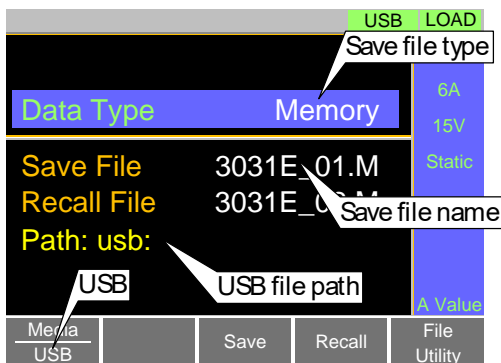 USB LOAD
Save file type
6A
Data Type Memory
15V
Save File 3031E_01.M
Static
Recall File 3031E_0
Save file name
Path: usb:
USB
USB file path
A Value
Media
USB
Save
Recall
File
Utility